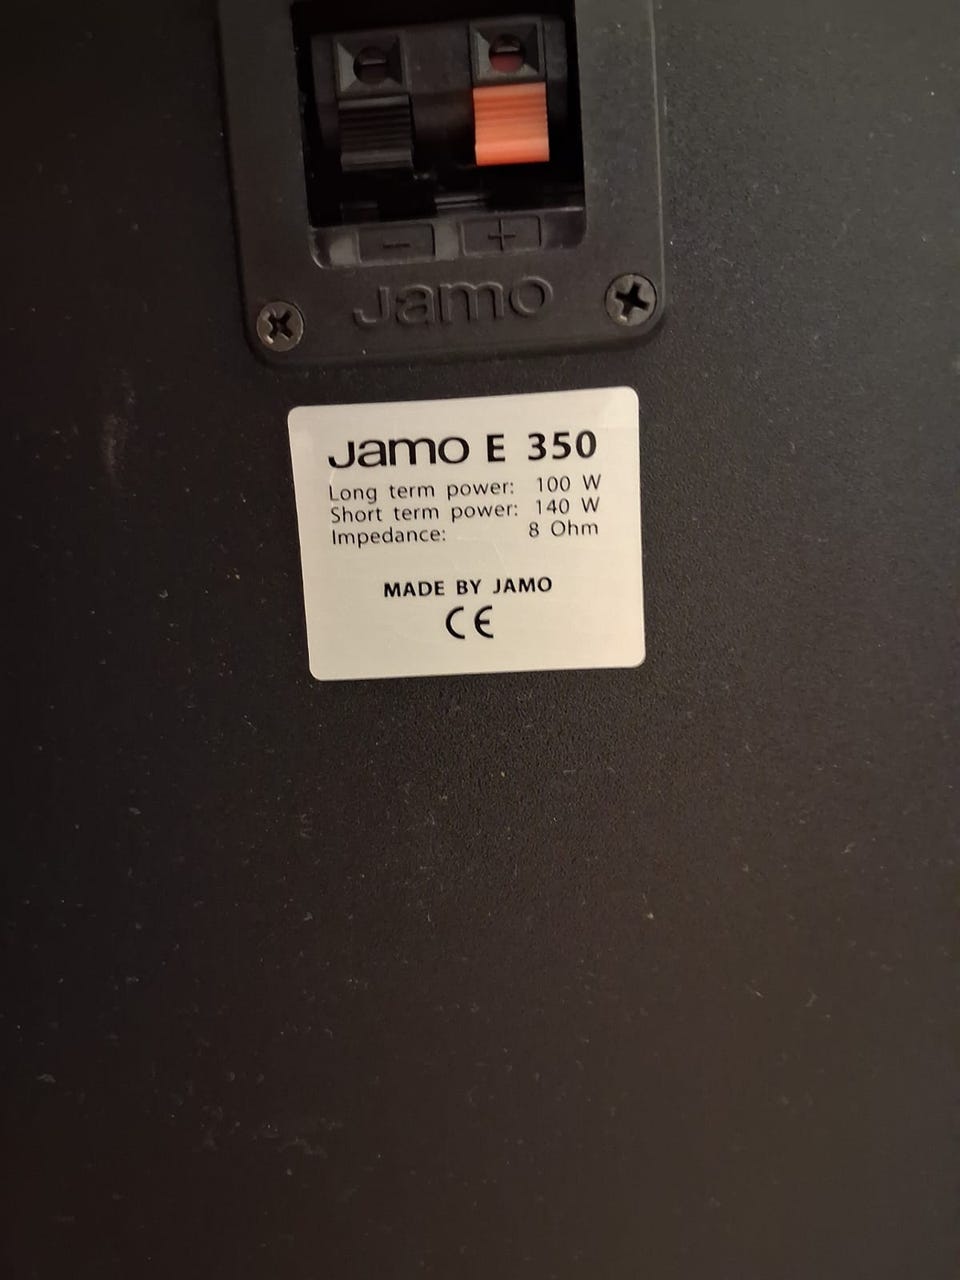 - +
Jamo
Jamo E 350
Long term power: 100 W
Short term power: 140 W
Impedance: 8 Ohm
MADE BY JAMO
CE